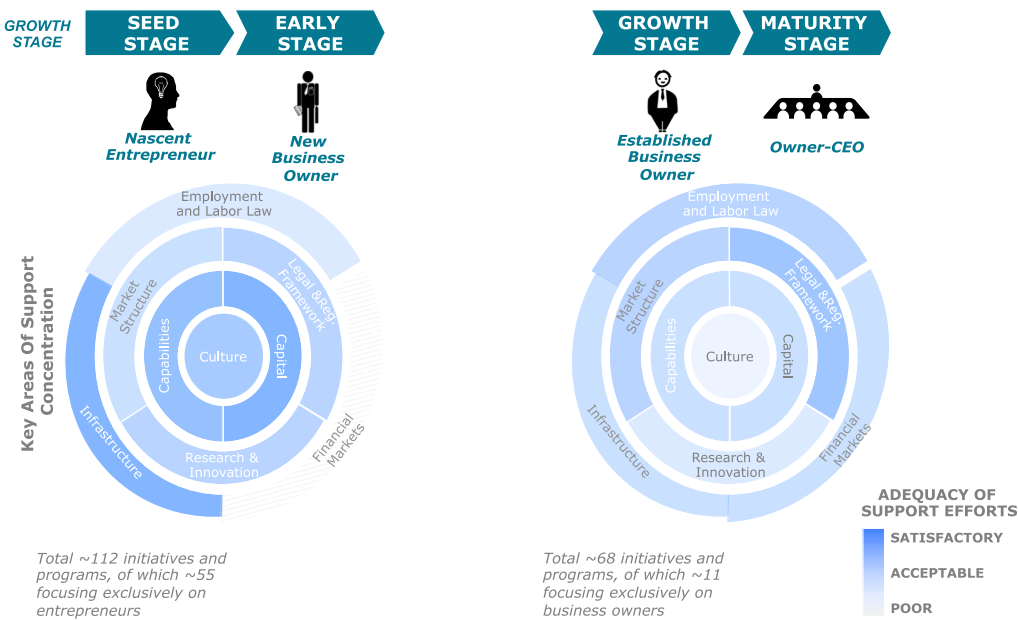 GROWTH
STAGE
SEED
STAGE
EARLY
STAGE
GROWTH
STAGE
MATURITY
STAGE
Nascent
Entrepreneur
New
Business
Owner
Established
Business
Owner
Owner-CEO
Key Areas Of Support
Concentration
Employment
and Labor Law
Market
Structure
Legal &Reg.
Framework
Capabilities
Culture
Capital
Infrastructure
Research &
Innovation
Financial
Markets
Employment
and Labor Law
Market
Structure
Legal &Reg.
Framework
Capabilities
Culture
Capital
Infrastructure
Research &
Innovation
Financial
Markets
Total ~112 initiatives and
programs, of which ~55
focusing exclusively on
entrepreneurs
Total ~68 initiatives and
programs, of which ~11
focusing exclusively on
business owners
ADEQUACY OF
SUPPORT EFFORTS
SATISFACTORY
ACCEPTABLE
POOR